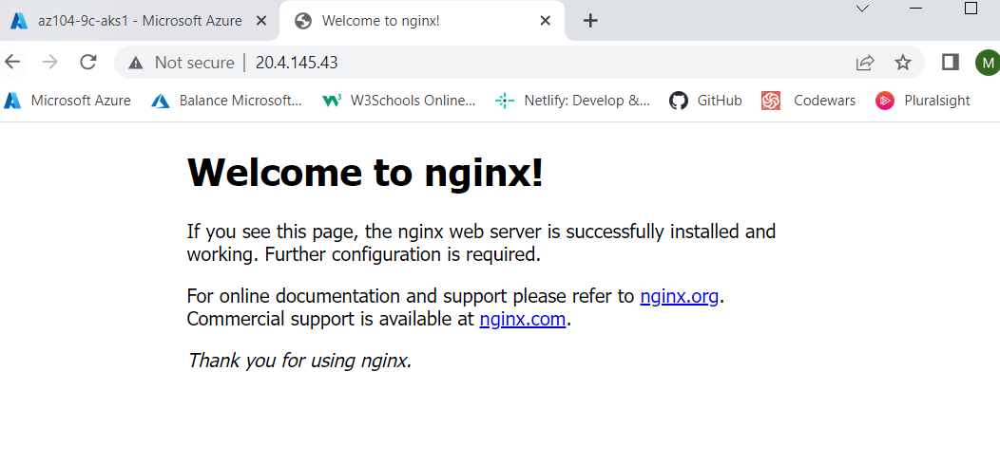 az104-9c-aks1 - Microsoft Azure
Welcome to nginx!
Not secure | 20.4.145.43
M
Microsoft Azure
Balance Microsoft...
W3Schools Online...
Netlify: Develop &...
GitHub
Codewars
Pluralsight
Welcome to nginx!
If you see this page, the nginx web server is successfully installed and
working. Further configuration is required.
For online documentation and support please refer to nginx.org.
Commercial support is available at nginx.com.
Thank you for using nginx.